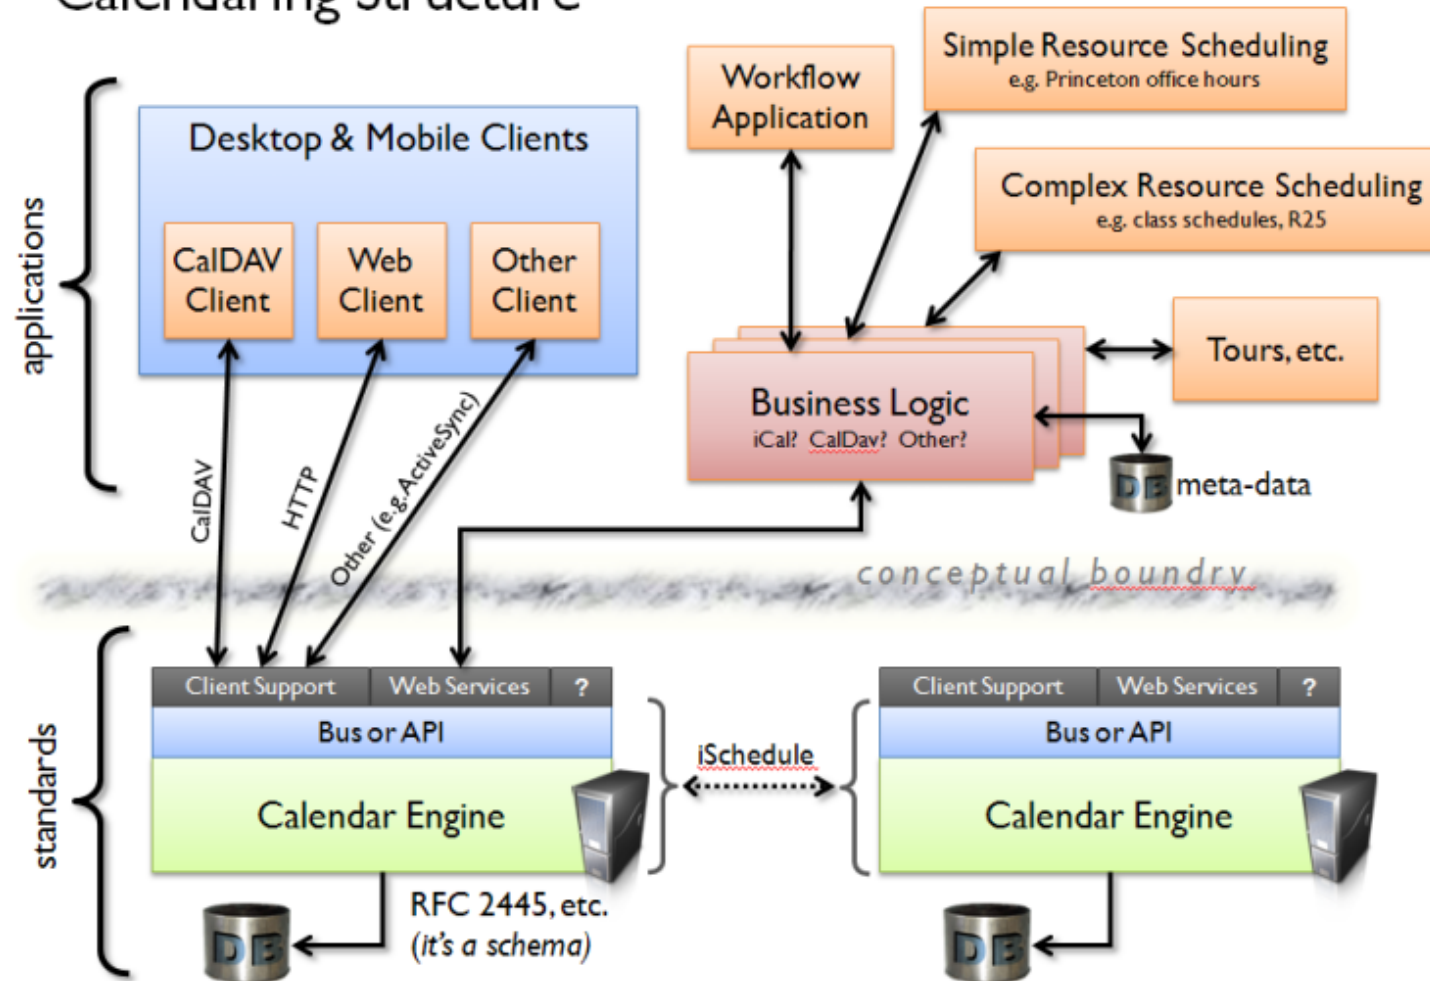 Calendaring Structure
applications
Desktop & Mobile Clients
CalDAV
Client
Web
Client
Other
Client
Workflow
Application
Simple Resource Scheduling
e.g. Princeton office hours
Complex Resource Scheduling
e.g. class schedules, R25
Tours, etc.
Business Logic
iCal? CalDav? Other?
DB meta-data
CalDAV
HTTP
Other (e.g. ActiveSync)
conceptual boundry
standards
Client Support Web Services ?
Bus or API
Calendar Engine
DB
RFC 2445, etc.
(it's a schema)
iSchedule
Client Support Web Services ?
Bus or API
Calendar Engine
DB